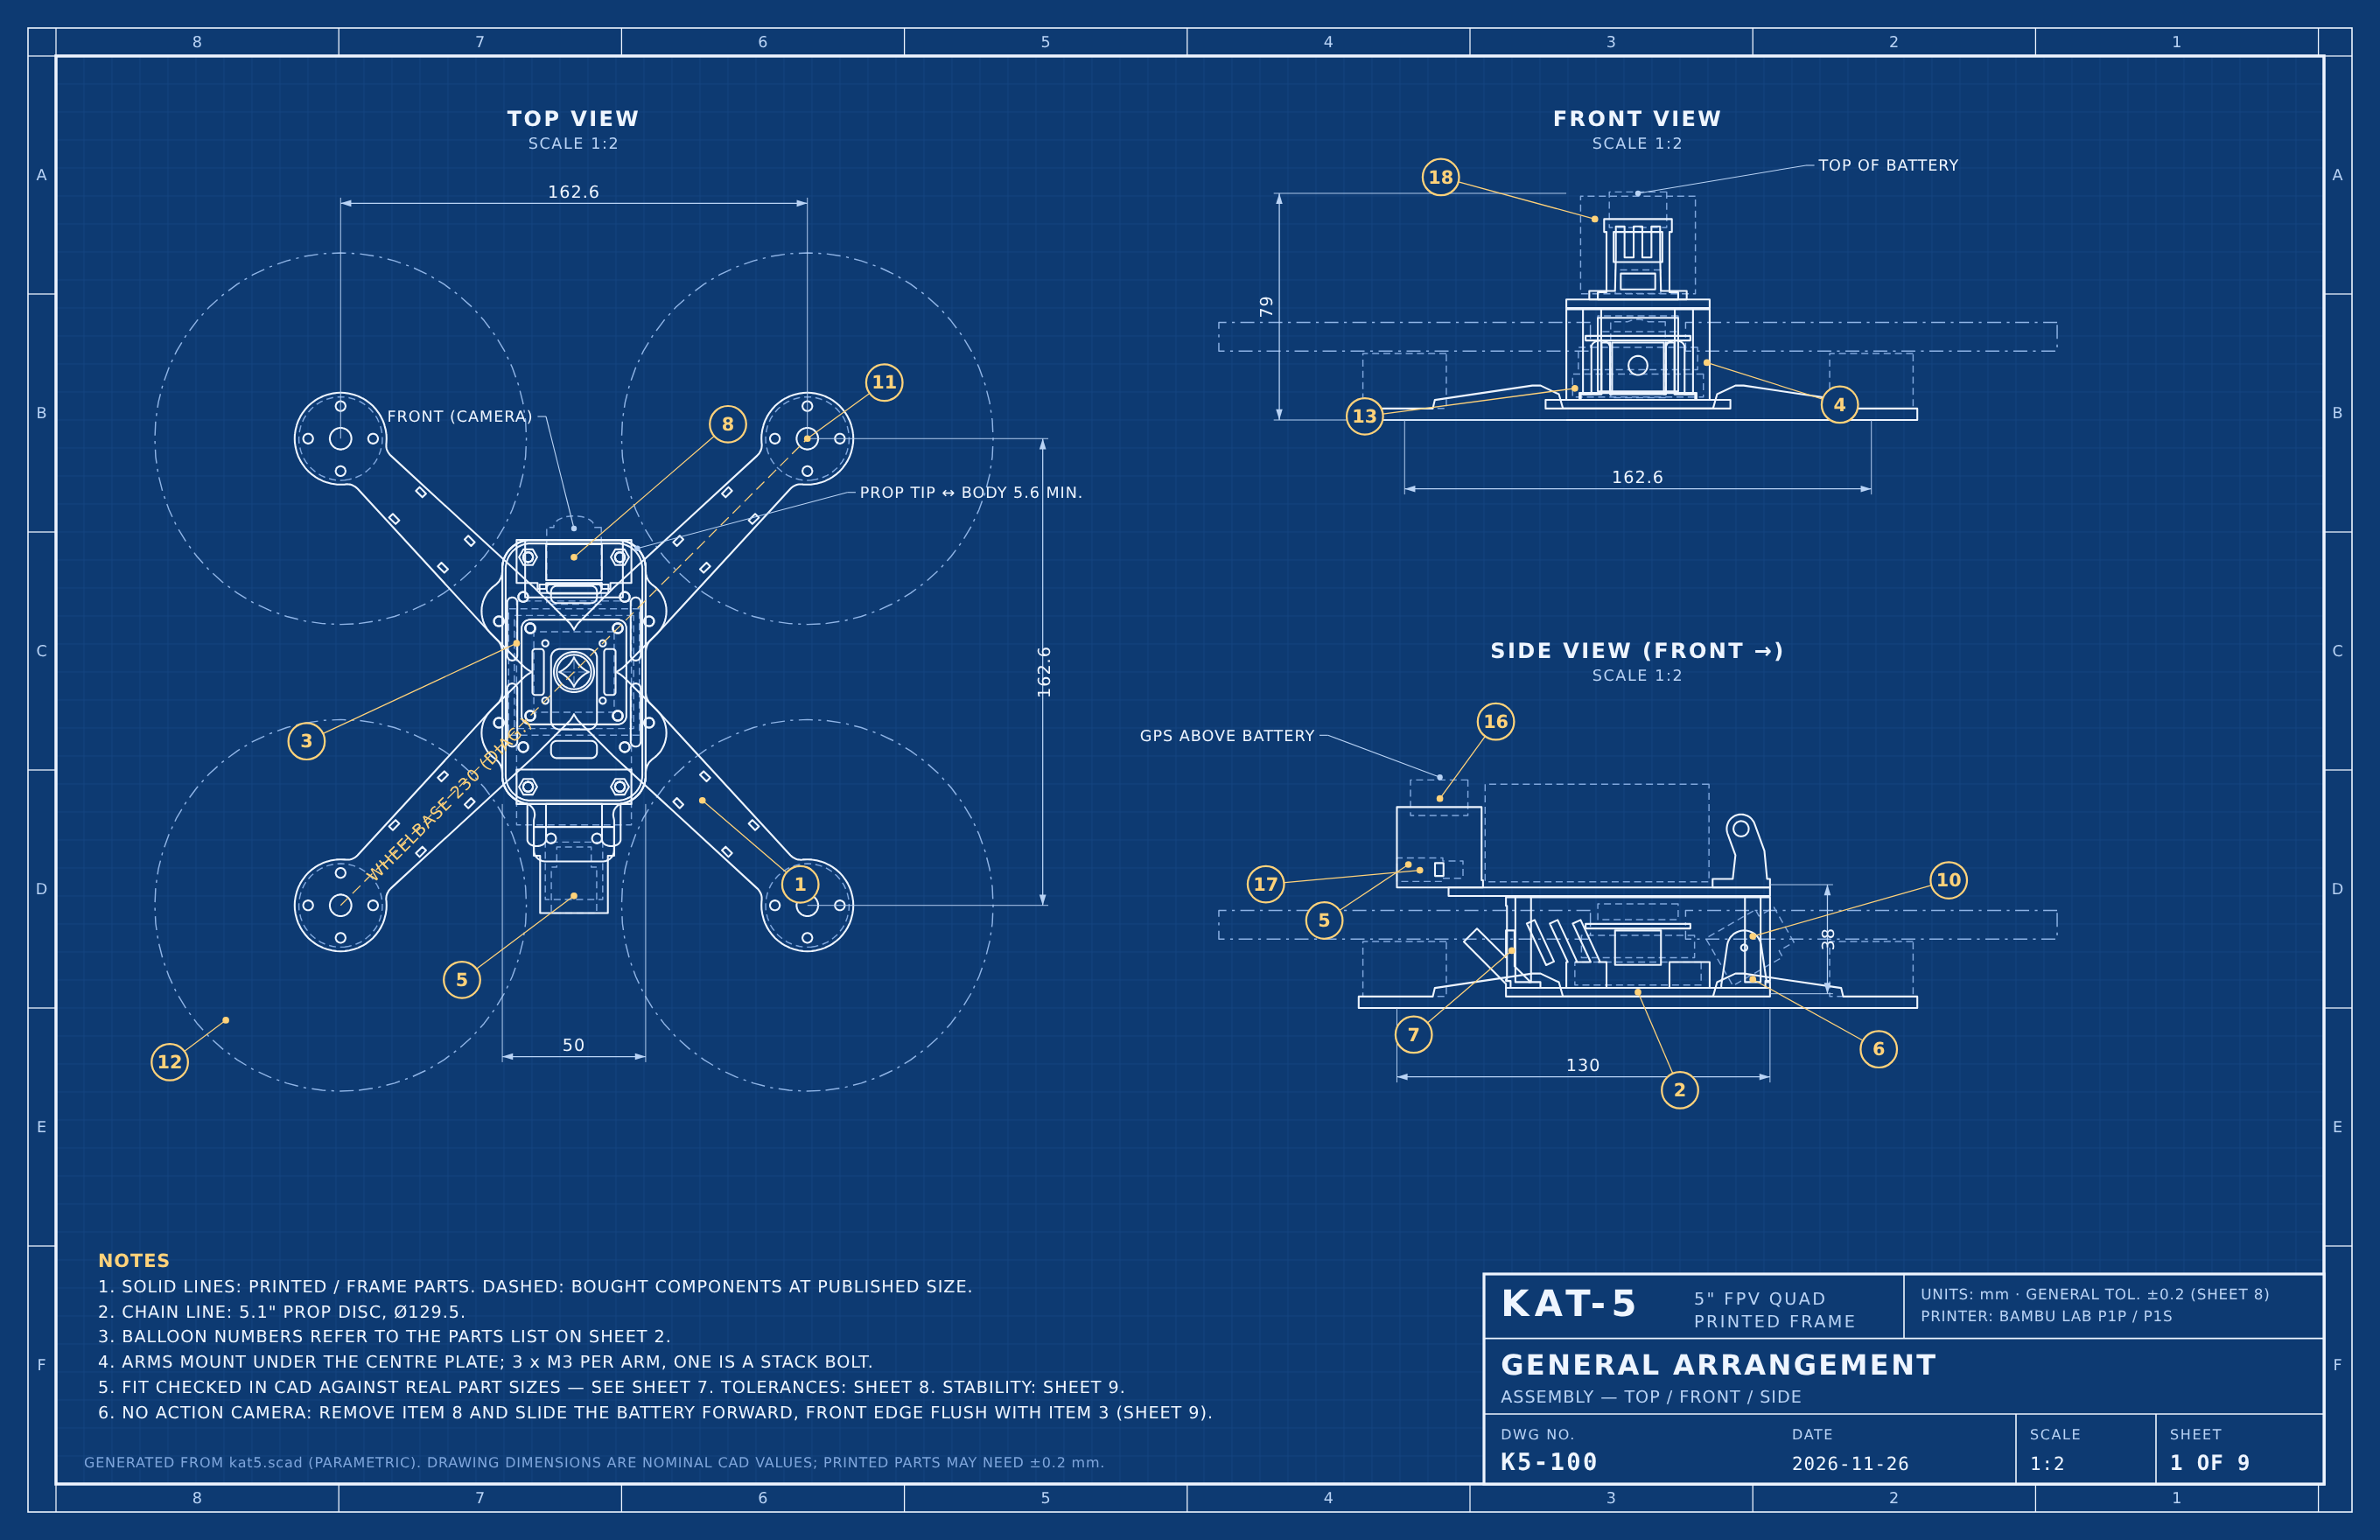 8 7 6 5 4 3 2 1
A
B
C
D
E
F
A
B
C
D
E
F
TOP VIEW
SCALE 1:2
162.6
11
FRONT (CAMERA)
8
PROP TIP ↔ BODY 5.6 MIN.
162.6
3
WHEELBASE 230 (DIAG.)
1
5
12
50
FRONT VIEW
SCALE 1:2
18
TOP OF BATTERY
79
13
4
162.6
SIDE VIEW (FRONT →)
SCALE 1:2
16
GPS ABOVE BATTERY
17
10
5
38
7
6
130
2
NOTES
1. SOLID LINES: PRINTED / FRAME PARTS. DASHED: BOUGHT COMPONENTS AT PUBLISHED SIZE.
2. CHAIN LINE: 5.1" PROP DISC, Ø129.5.
3. BALLOON NUMBERS REFER TO THE PARTS LIST ON SHEET 2.
4. ARMS MOUNT UNDER THE CENTRE PLATE; 3 x M3 PER ARM, ONE IS A STACK BOLT.
5. FIT CHECKED IN CAD AGAINST REAL PART SIZES — SEE SHEET 7. TOLERANCES: SHEET 8. STABILITY: SHEET 9.
6. NO ACTION CAMERA: REMOVE ITEM 8 AND SLIDE THE BATTERY FORWARD, FRONT EDGE FLUSH WITH ITEM 3 (SHEET 9).
GENERATED FROM kat5.scad (PARAMETRIC). DRAWING DIMENSIONS ARE NOMINAL CAD VALUES; PRINTED PARTS MAY NEED ±0.2 mm.
KAT-5
5" FPV QUAD
PRINTED FRAME
UNITS: mm · GENERAL TOL. ±0.2 (SHEET 8)
PRINTER: BAMBU LAB P1P / P1S
GENERAL ARRANGEMENT
ASSEMBLY — TOP / FRONT / SIDE
DWG NO.
K5-100
DATE
2026-11-26
SCALE
1:2
SHEET
1 OF 9
8 7 6 5 4 3 2 1